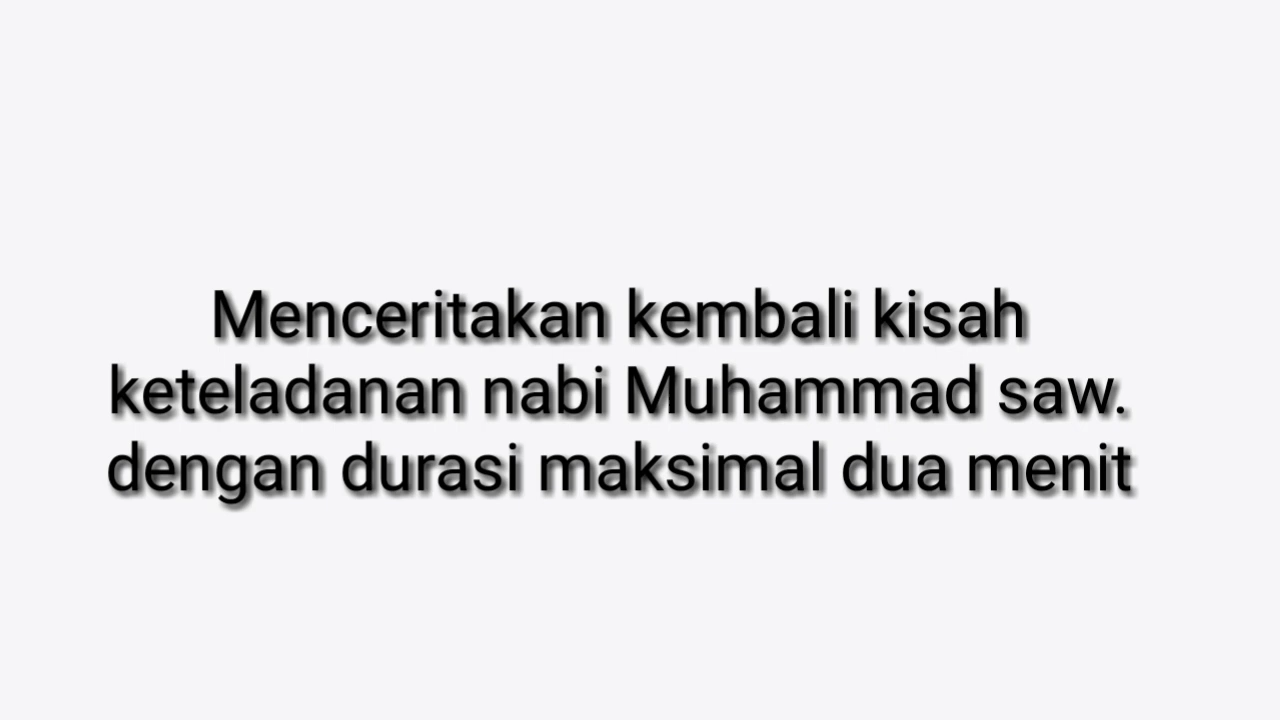 Menceritakan kembali kisah
keteladanan nabi Muhammad saw.
dengan durasi maksimal dua menit